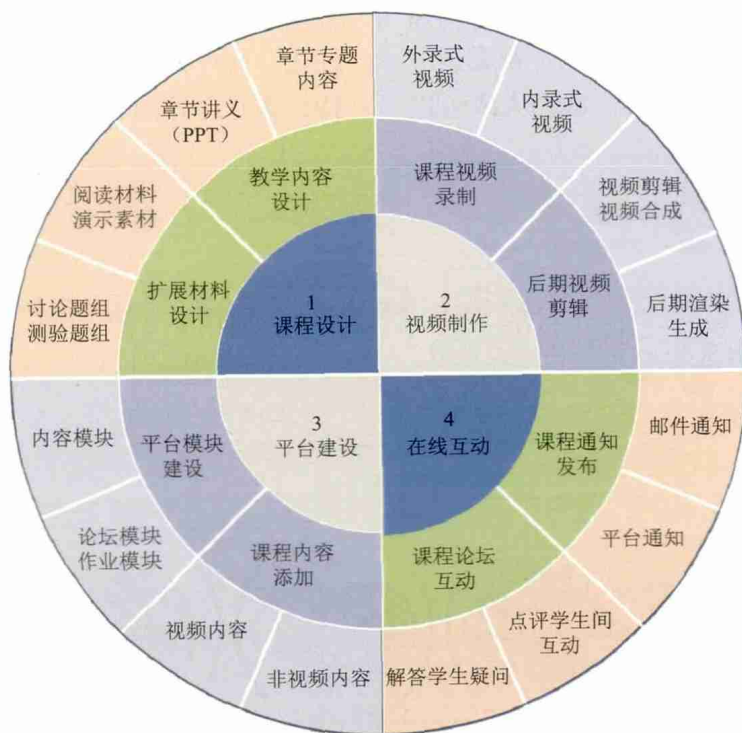 章节专题
内容
章节讲义
（PPT）
阅读材料
演示素材
讨论题组
测验题组
教学内容
设计
扩展材料
设计
1
课程设计
外录式
视频
内录式
视频
视频剪辑
视频合成
后期渲染
生成
课程视频
录制
后期视频
剪辑
2
视频制作
3
平台建设
平台模块
建设
课程内容
添加
内容模块
论坛模块
作业模块
视频内容
非视频内容
4
在线互动
课程通知
发布
课程论坛
互动
邮件通知
平台通知
点评学生间
互动
解答学生疑问